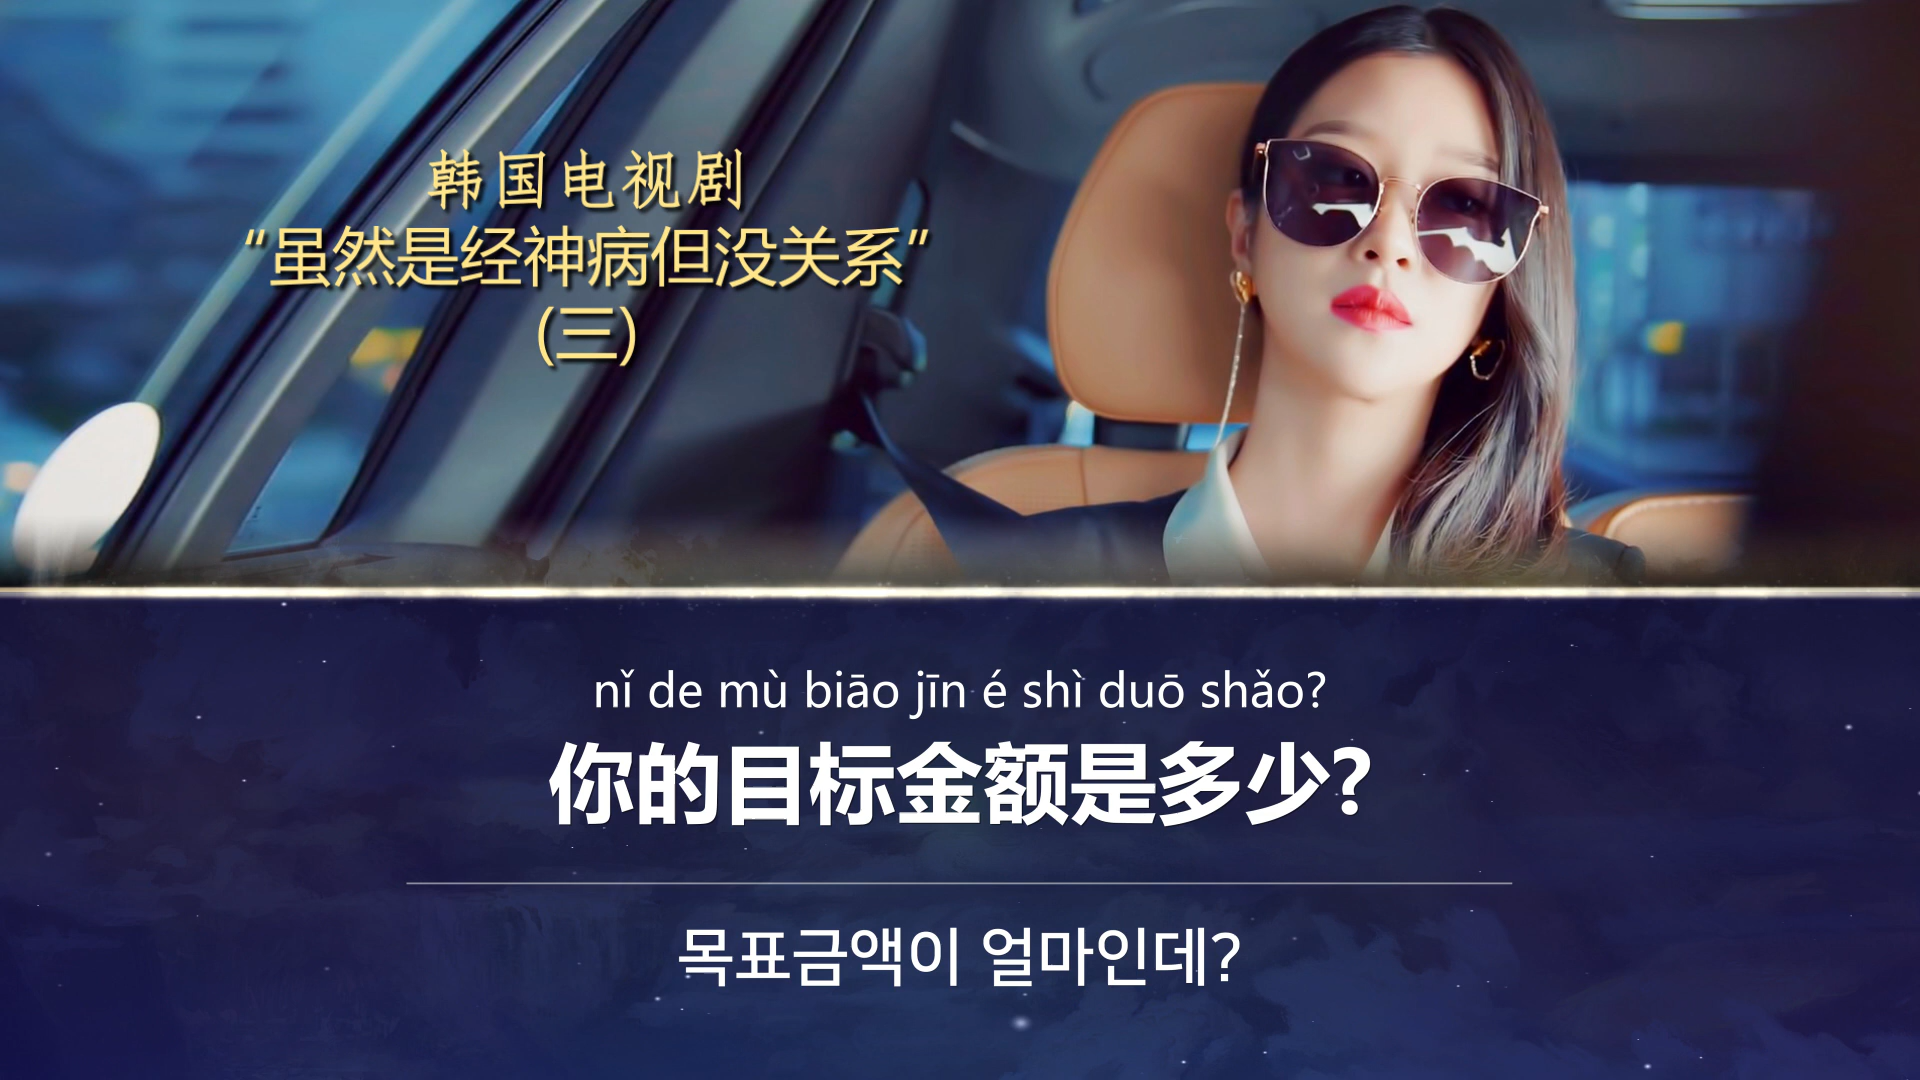 韩国电视剧
“虽然是经神病但没关系”
(三)
nǐ de mù biāo jīn é shì duō shǎo?
你的目标金额是多少?
목표금액이 얼마인데?